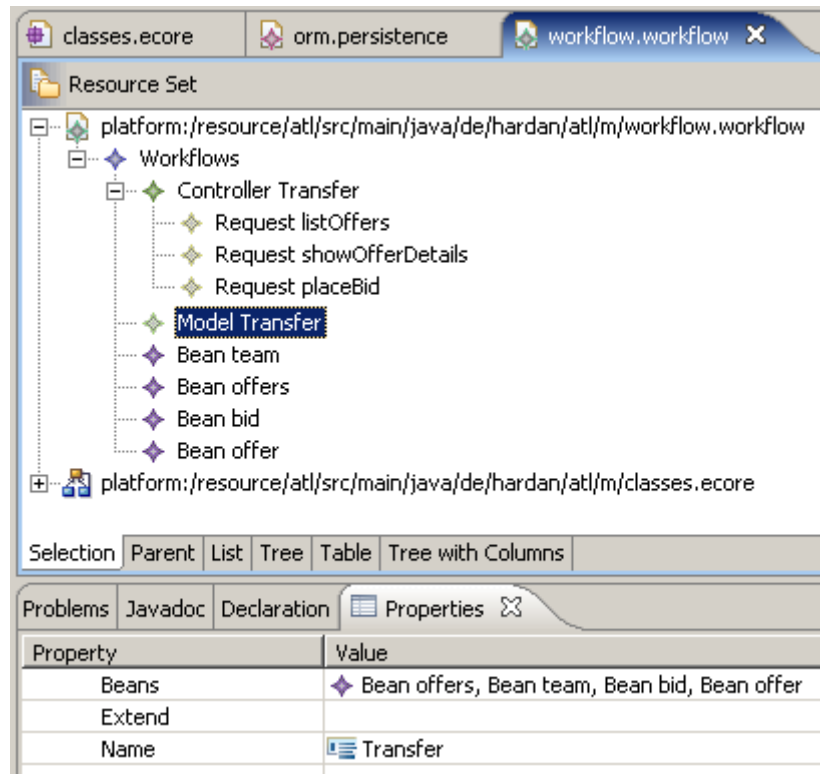 classes.ecore orm.persistence workflow.workflow
Resource Set
platform:/resource/atl/src/main/java/de/hardan/atl/m/workflow.workflow
Workflows
Controller Transfer
Request listOffers
Request showOfferDetails
Request placeBid
Model Transfer
Bean team
Bean offers
Bean bid
Bean offer
platform:/resource/atl/src/main/java/de/hardan/atl/m/classes.ecore
Selection Parent List Tree Table Tree with Columns
Problems Javadoc Declaration Properties
Property Value
Beans Bean offers, Bean team, Bean bid, Bean offer
Extend
Name Transfer